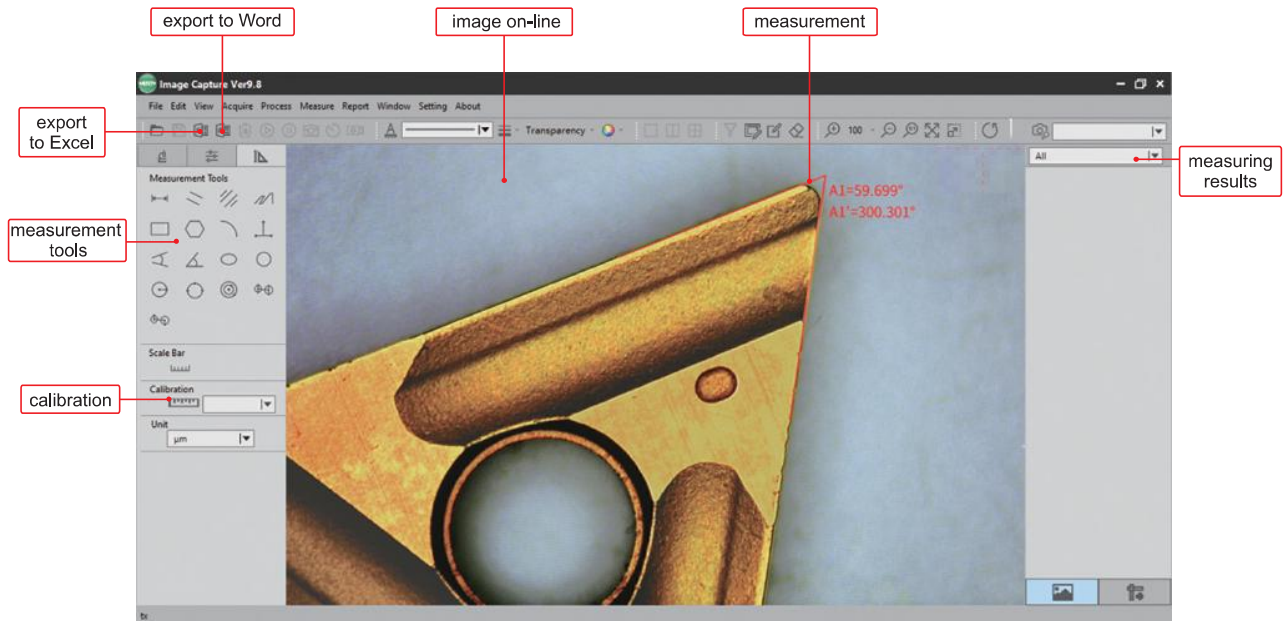 export to Word
image on-line
measurement
Image Capture Ver9.8
File Edit View Acquire Process Measure Report Window Setting About
export
to Excel
Transparency
100
All
measuring
results
Measurement Tools
A1=59.699°
A1'=300.301°
measurement
tools
Scale Bar
Calibration
calibration
Unit
µm